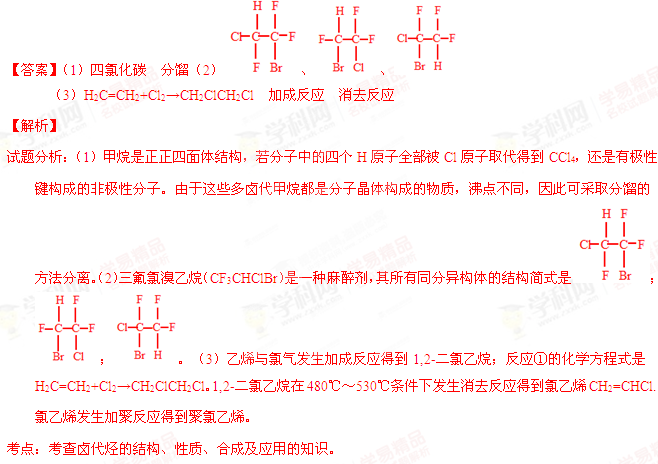 H F
Cl-C-C-F
F Br
H F
F-C-C-F
Br Cl
F F
Cl-C-C-F
Br H
【答案】(1) 四氯化碳 分馏 (2) 、 、
(3) H₂C=CH₂+Cl₂→CH₂ClCH₂Cl 加成反应 消去反应
【解析】
试题分析：(1) 甲烷是正正四面体结构，若分子中的四个 H 原子全部被 Cl 原子取代得到 CCl₄，还是有极性
键构成的非极性分子。由于这些多卤代甲烷都是分子晶体构成的物质，沸点不同，因此可采取分馏的
H F
Cl-C-C-F
F Br
方法分离。(2)三氟氯溴乙烷(CF₃CHClBr)是一种麻醉剂,其所有同分异构体的结构简式是 ；
H F
F-C-C-F
Br Cl
F F
Cl-C-C-F
Br H
； 。(3) 乙烯与氯气发生加成反应得到 1,2-二氯乙烷；反应①的化学方程式是
H₂C=CH₂+Cl₂→CH₂ClCH₂Cl。1,2-二氯乙烷在 480℃～530℃条件下发生消去反应得到氯乙烯 CH₂=CHCl.
氯乙烯发生加聚反应得到聚氯乙烯。
考点：考查卤代烃的结构、性质、合成及应用的知识。